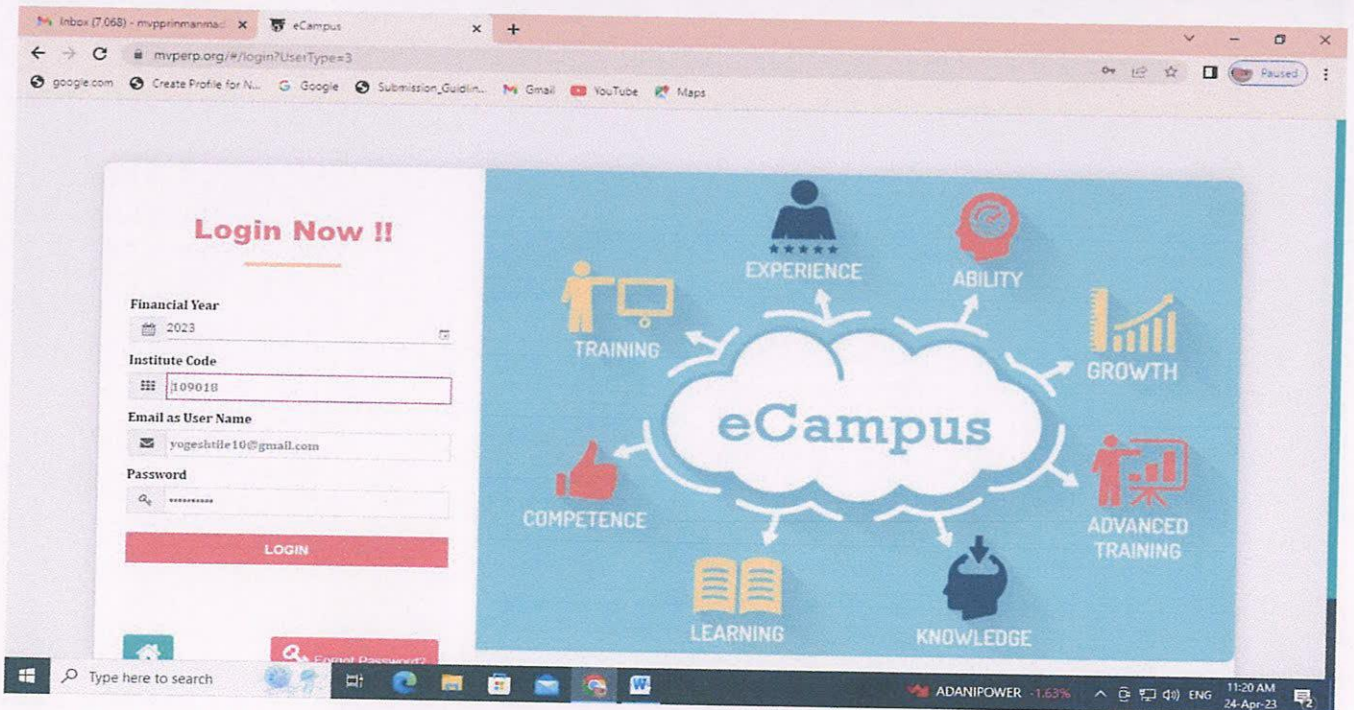 Inbox (7,068) - mvpprinmanmad
eCampus
mvperp.org/#/login?UserType=3
Paused
google.com
Create Profile for N...
Google
Submission_Guidlin...
Gmail
YouTube
Maps
Login Now !!
Financial Year
2023
Institute Code
109018
Email as User Name
yogeshtile10@gmail.com
Password
**********
LOGIN
Forgot Password?
EXPERIENCE
ABILITY
TRAINING
GROWTH
eCampus
COMPETENCE
ADVANCED
TRAINING
LEARNING
KNOWLEDGE
Type here to search
ADANIPOWER -1.63%
ENG
11:20 AM
24-Apr-23
2